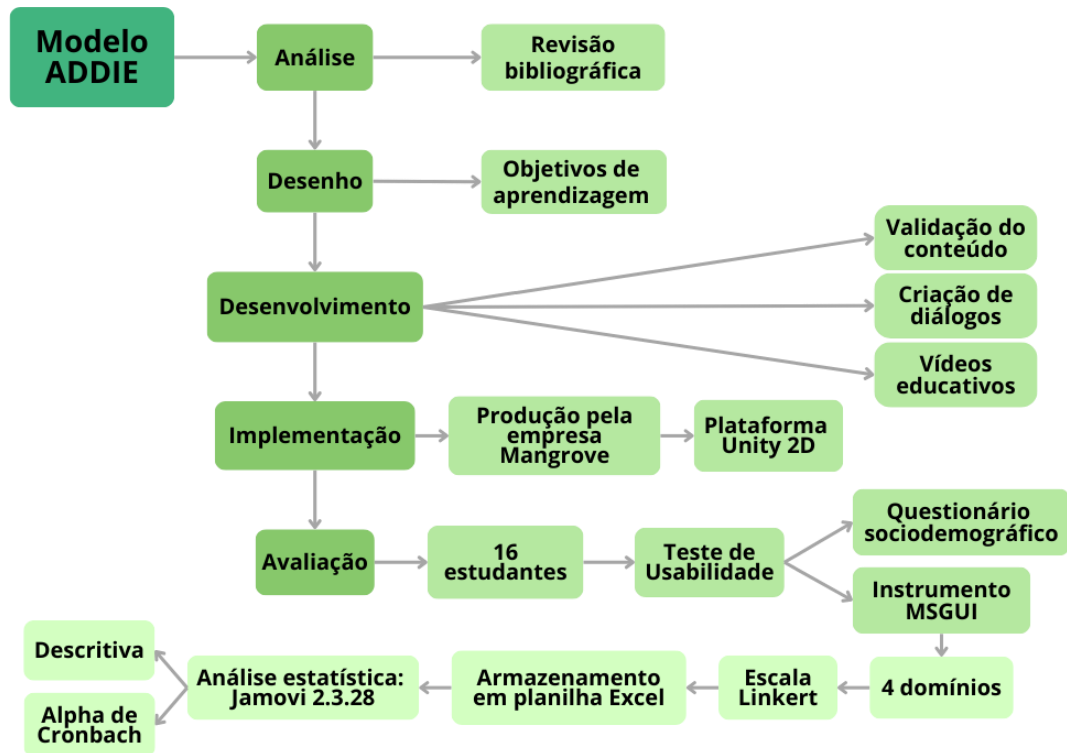 Modelo
ADDIE
Análise
Revisão
bibliográfica
Desenho
Objetivos de
aprendizagem
Desenvolvimento
Validação do
conteúdo
Criação de
diálogos
Vídeos
educativos
Implementação
Produção pela
empresa
Mangrove
Plataforma
Unity 2D
Avaliação
16
estudantes
Teste de
Usabilidade
Questionário
sociodemográfico
Instrumento
MSGUI
4 domínios
Escala
Linkert
Armazenamento
em planilha Excel
Análise estatística:
Jamovi 2.3.28
Descritiva
Alpha de
Cronbach